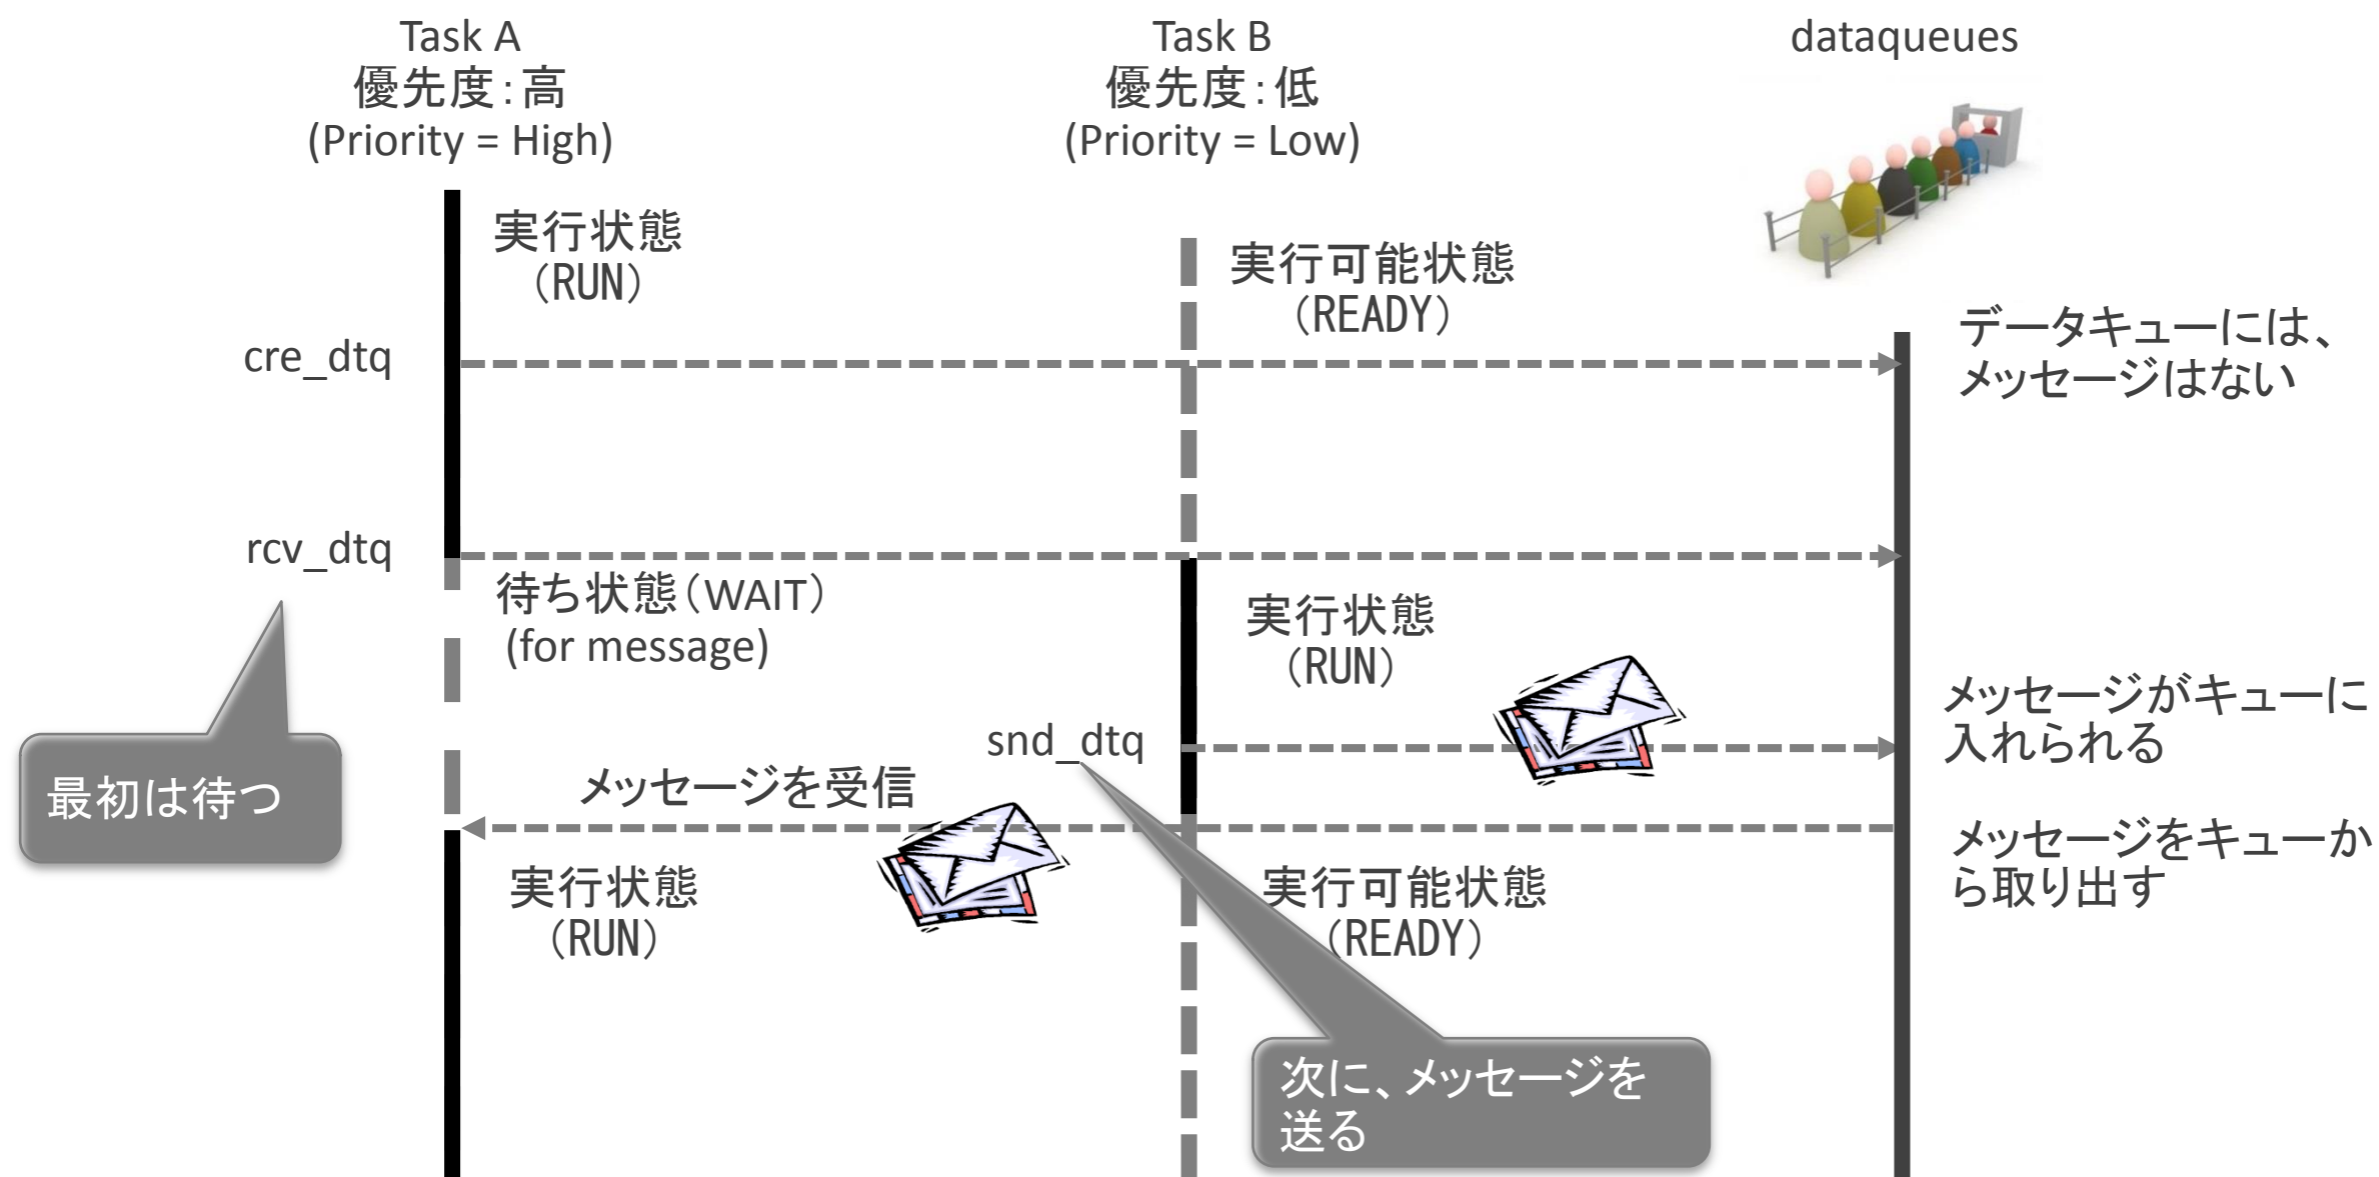 Task A
優先度：高
(Priority = High)
Task B
優先度：低
(Priority = Low)
dataqueues
実行状態
（RUN）
実行可能状態
（READY）
cre_dtq
データキューには、
メッセージはない
rcv_dtq
待ち状態（WAIT）
(for message)
実行状態
（RUN）
最初は待つ
snd_dtq
メッセージがキューに
入れられる
メッセージを受信
メッセージをキューか
ら取り出す
実行状態
（RUN）
実行可能状態
（READY）
次に、メッセージを
送る